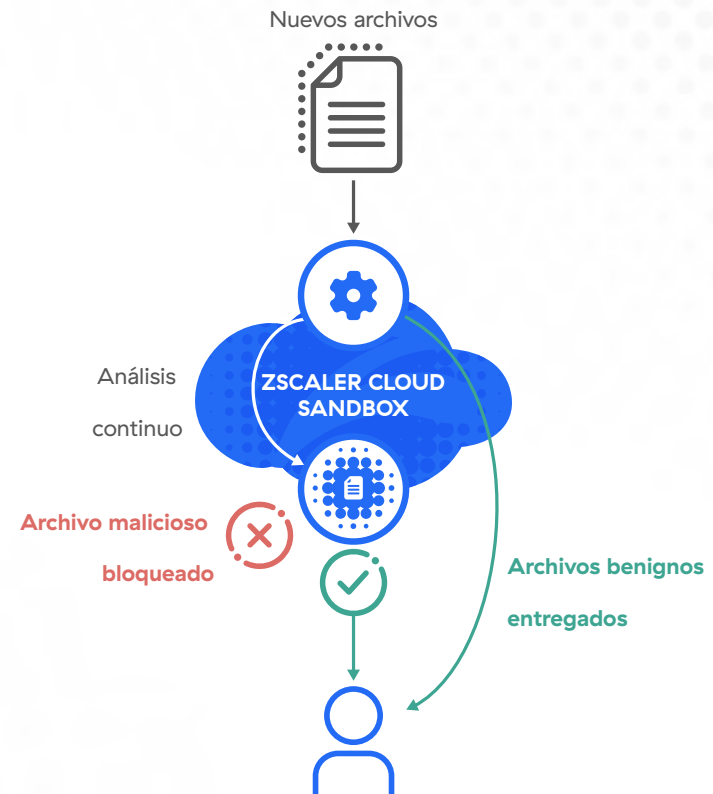 Nuevos archivos
ZSCALER CLOUD
SANDBOX
Análisis
continuo
Archivo malicioso
bloqueado
Archivos benignos
entregados